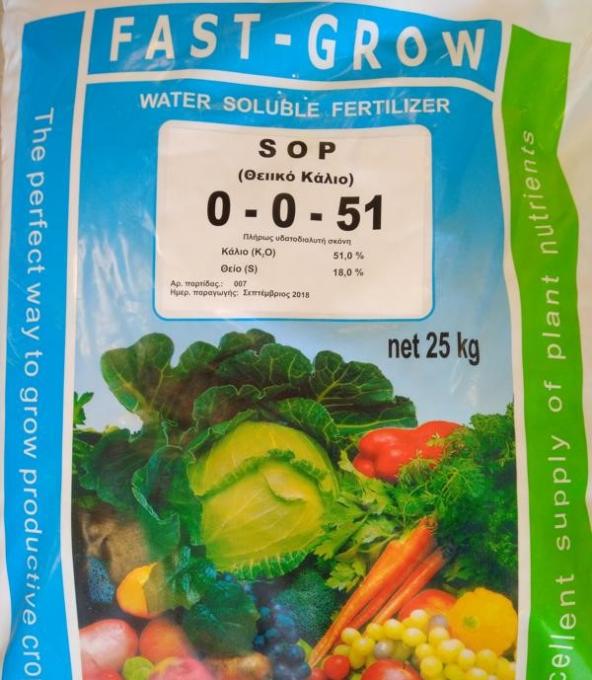 FAST-GROW
WATER SOLUBLE FERTILIZER
SOP
(Θειικό Κάλιο)
0 - 0 - 51
Πλήρως υδατοδιαλυτή σκόνη
Κάλιο (K₂O) 51,0 %
Θείο (S) 18,0 %
Αρ. παρτίδας.: 007
Ημερ. παραγωγής: Σεπτέμβριος 2018
net 25 kg
The perfect way to grow productive cro
cellent supply of plant nutrients